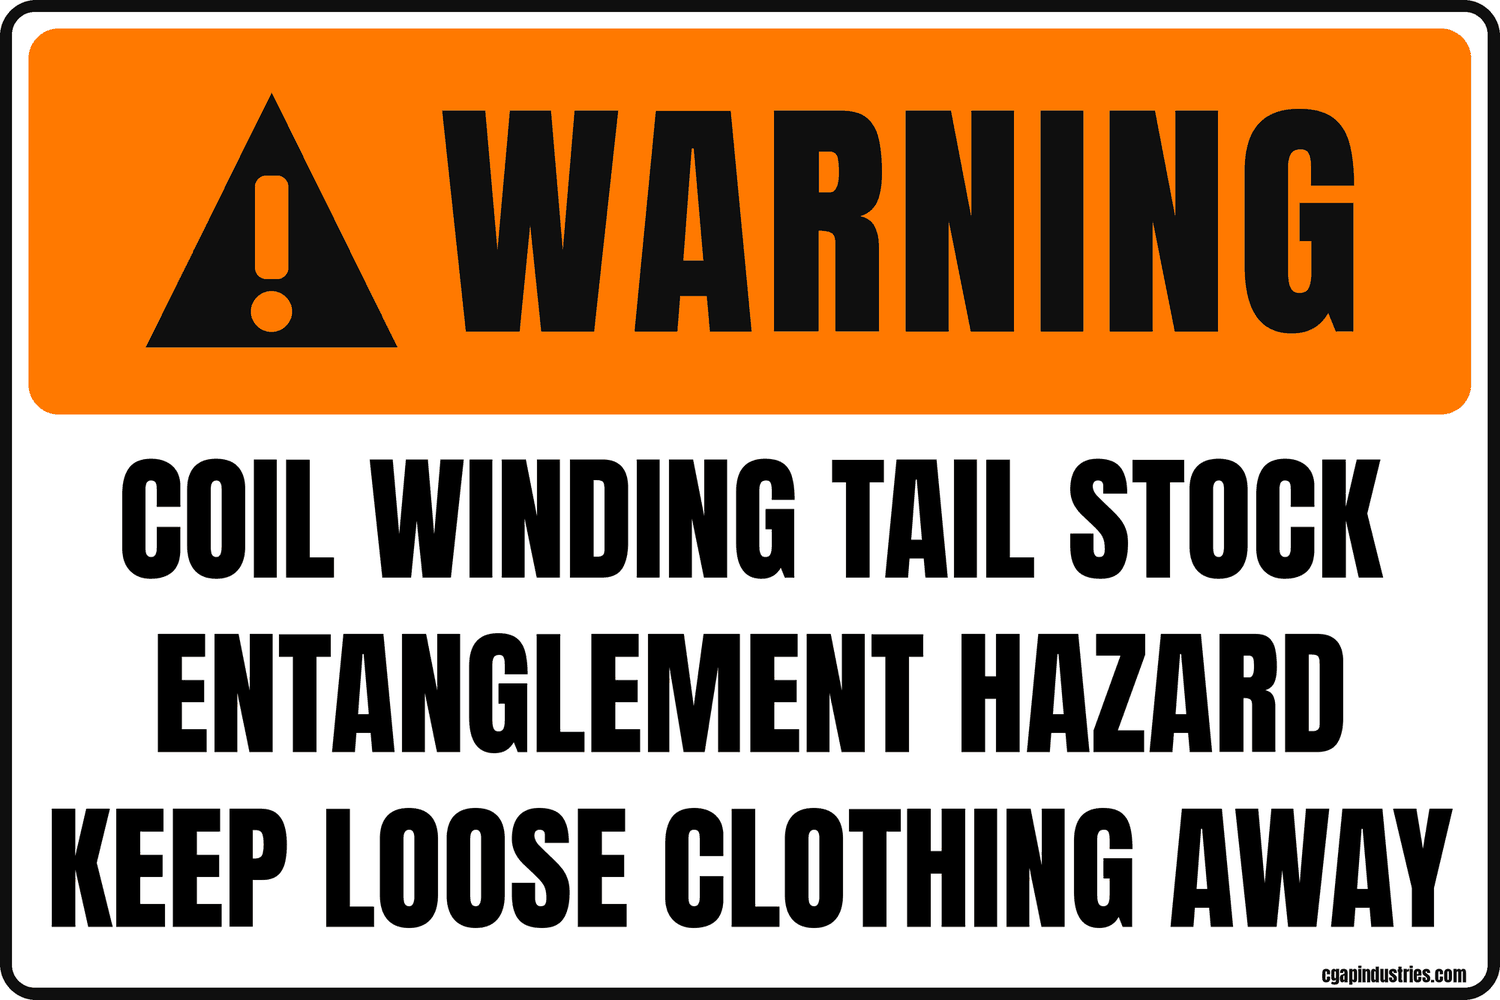 WARNING
COIL WINDING TAIL STOCK
ENTANGLEMENT HAZARD
KEEP LOOSE CLOTHING AWAY
cgapindustries.com